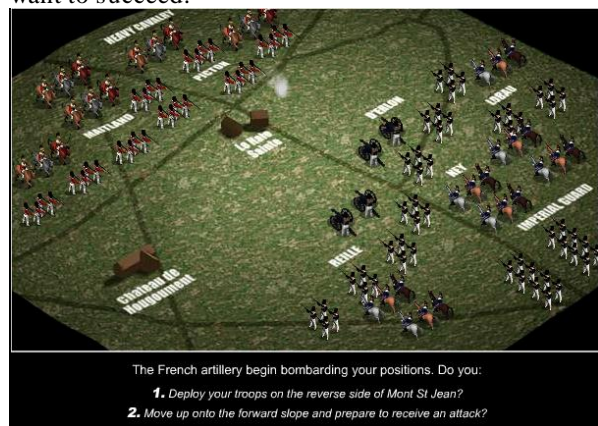 want to succeed?
HEAVY CAVALRY
PICTON
MAITLAND
La Haye
Sainte
D'ERLON
LOBAU
NEY
IMPERIAL GUARD
REILLE
Chateau de
Hougoumont
The French artillery begin bombarding your positions. Do you:
1. Deploy your troops on the reverse side of Mont St Jean?
2. Move up onto the forward slope and prepare to receive an attack?